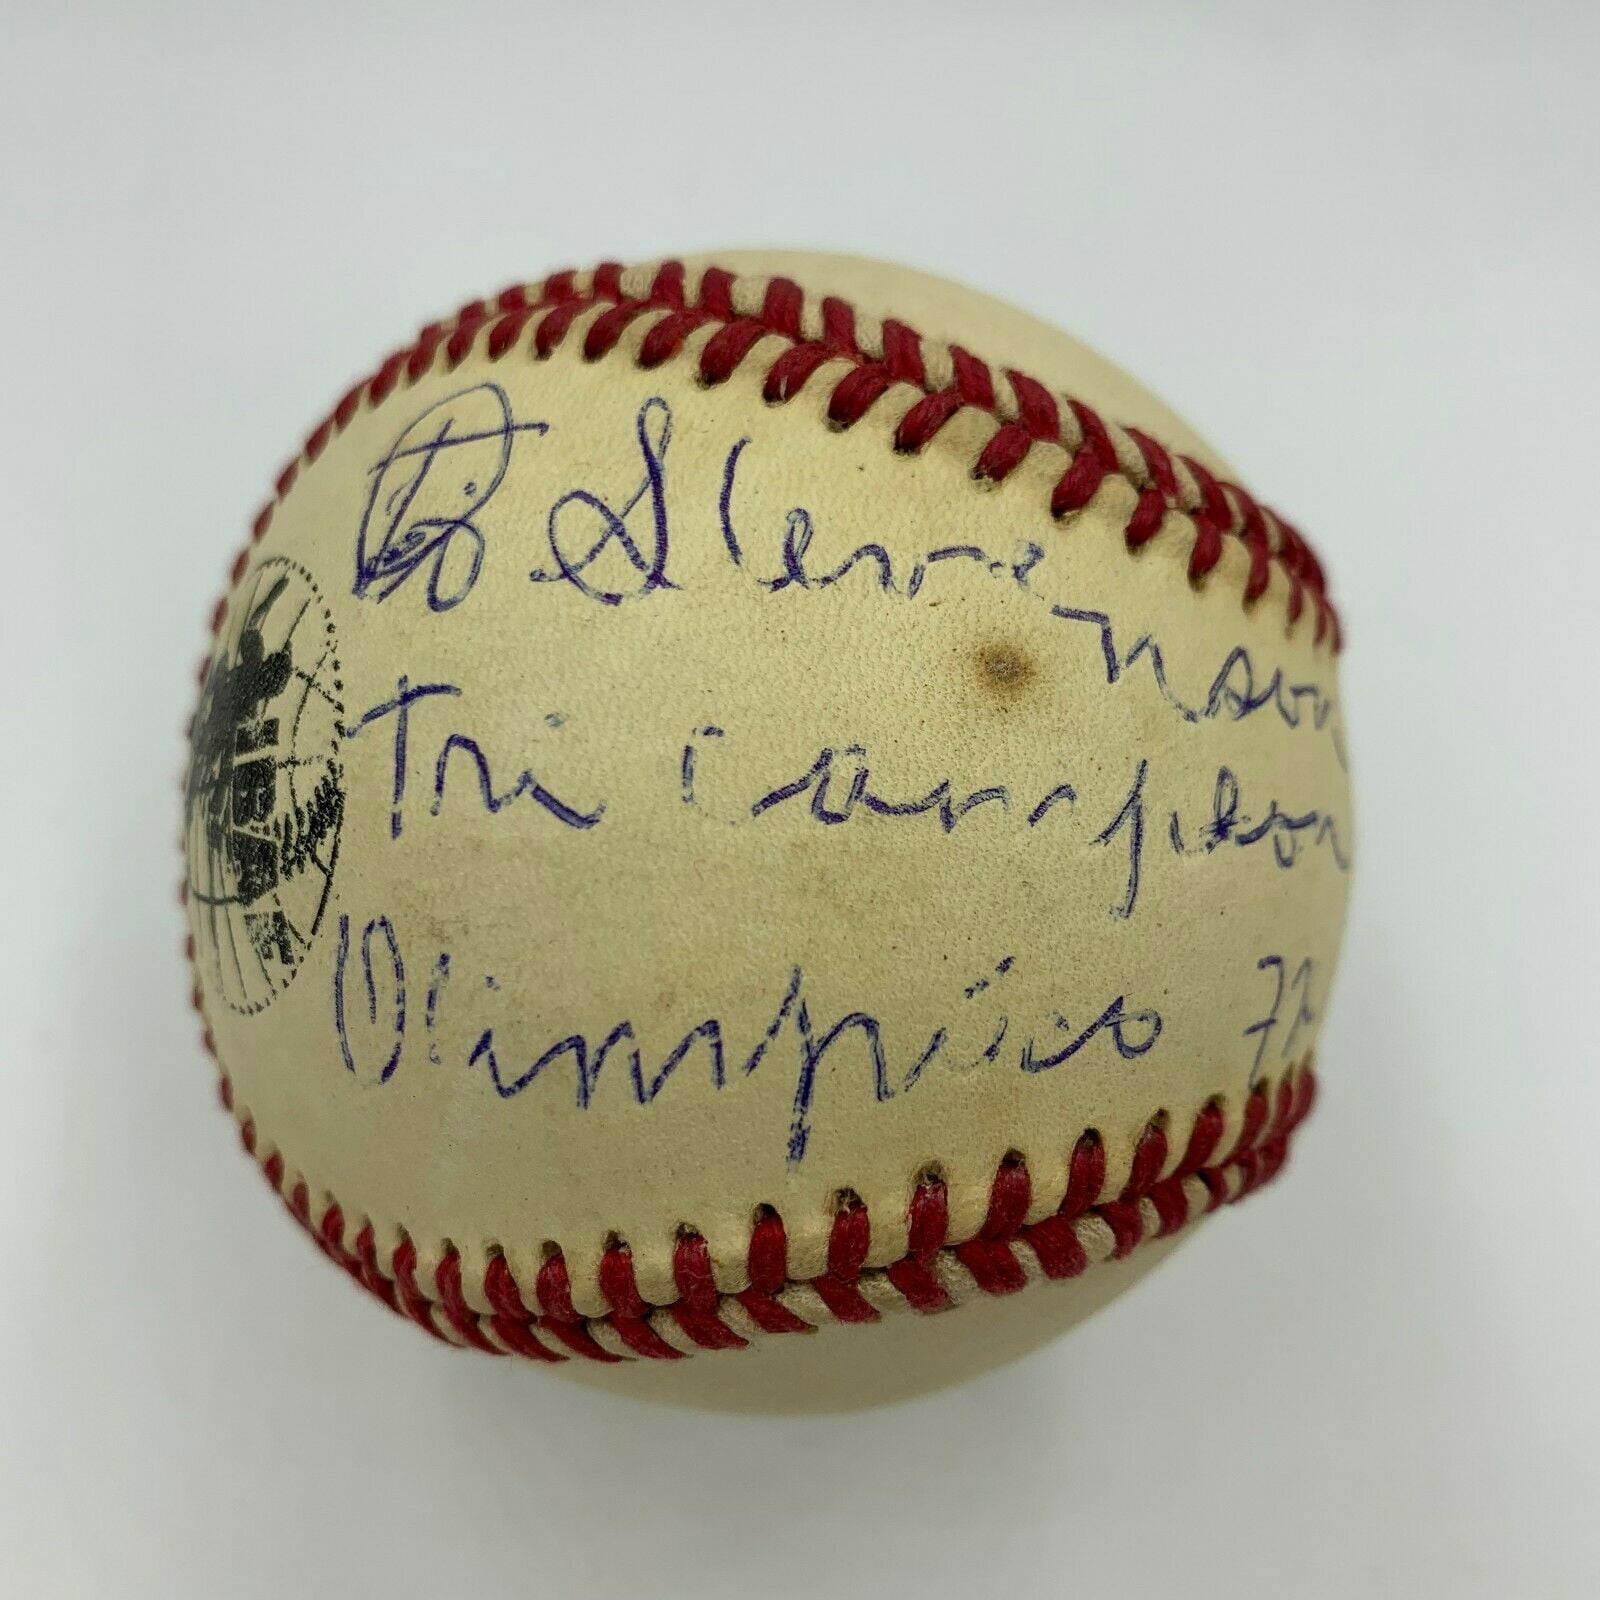 T. Stevenson
Tri Campeon
Olimpico 72